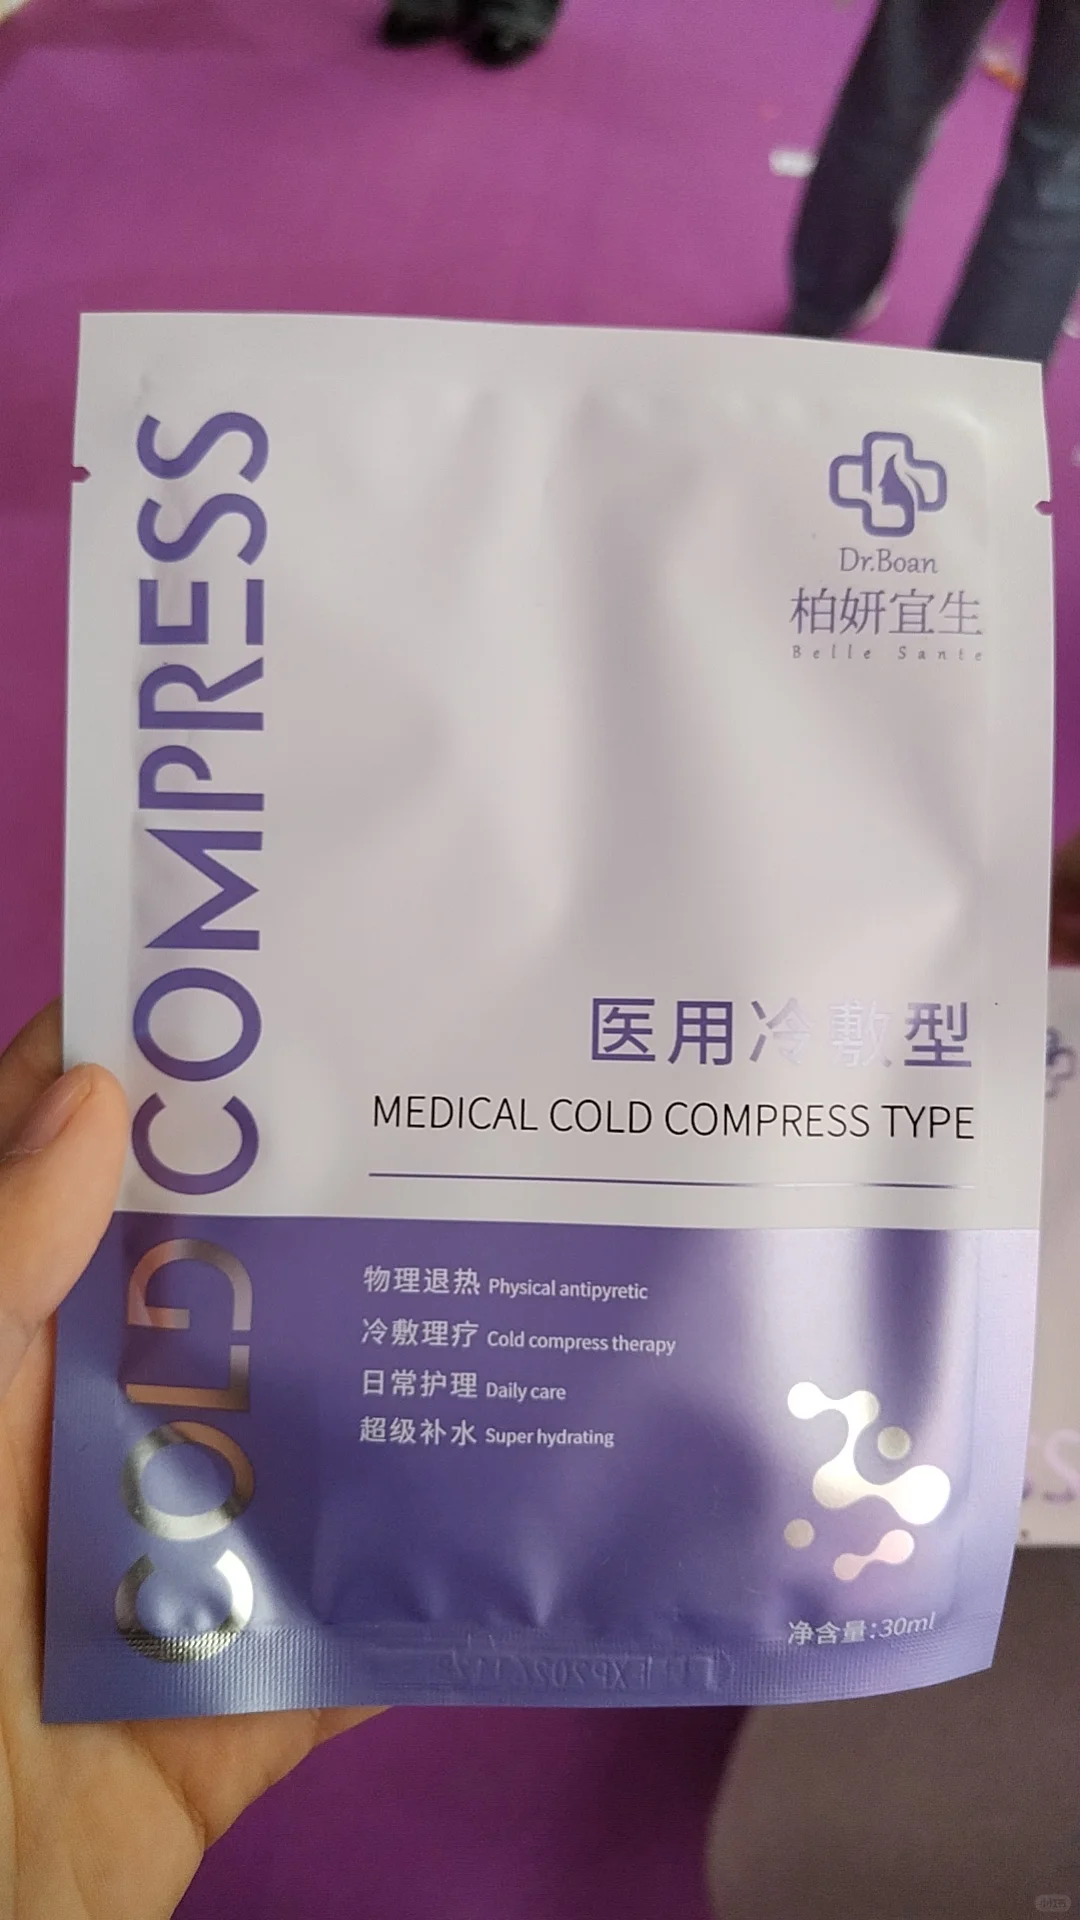 COLD COMPRESS
Dr.Boan
柏妍宜生
Belle Sante
医用冷敷型
MEDICAL COLD COMPRESS TYPE
物理退热 Physical antipyretic
冷敷理疗 Cold compress therapy
日常护理 Daily care
超级补水 Super hydrating
净含量:30ml